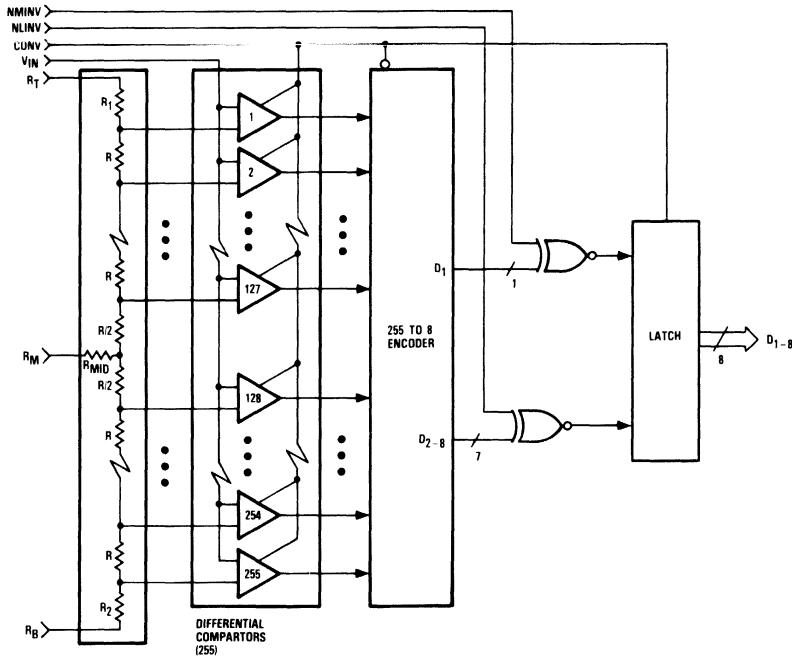 NMINV
NLINV
CONV
VIN
RT
R1
R
R
R/2
RM
RMID
R/2
R
R
R2
RB
1
2
127
128
254
255
DIFFERENTIAL
COMPARTORS
(255)
255 TO 8
ENCODER
D1
1
D2-8
7
LATCH
8
D1-8